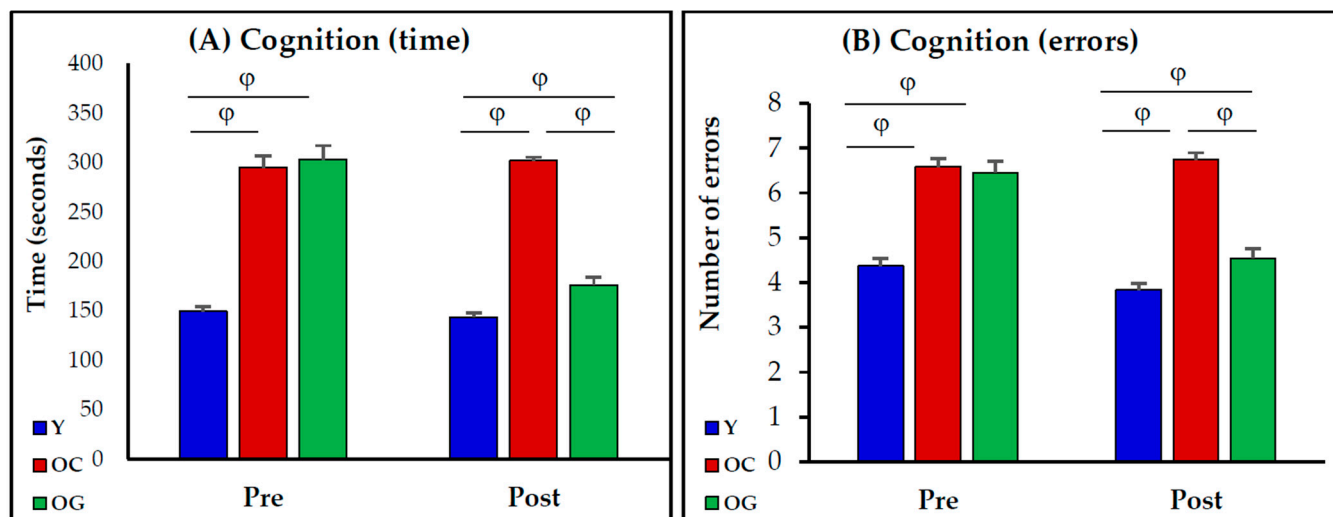 (A) Cognition (time)
Time (seconds)
400
350
300
250
200
150
100
50
0
φ
φ
φ
φ
φ
Y
OC
OG
Pre
Post
(B) Cognition (errors)
Number of errors
8
7
6
5
4
3
2
1
0
φ
φ
φ
φ
φ
Y
OC
OG
Pre
Post